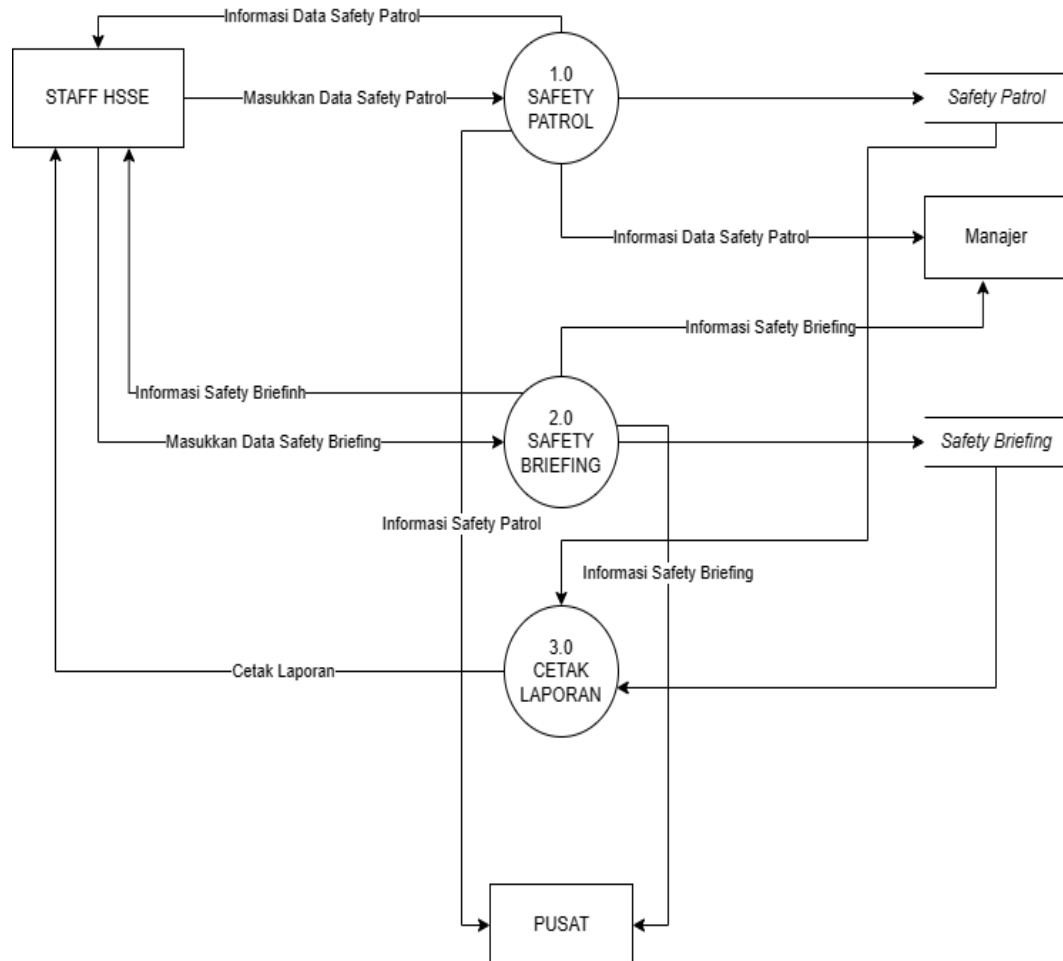 Informasi Data Safety Patrol
STAFF HSSE
Masukkan Data Safety Patrol
1.0
SAFETY
PATROL
Safety Patrol
Informasi Data Safety Patrol
Manajer
Informasi Safety Briefing
Informasi Safety Briefinh
Masukkan Data Safety Briefing
2.0
SAFETY
BRIEFING
Safety Briefing
Informasi Safety Patrol
Informasi Safety Briefing
3.0
CETAK
LAPORAN
Cetak Laporan
PUSAT